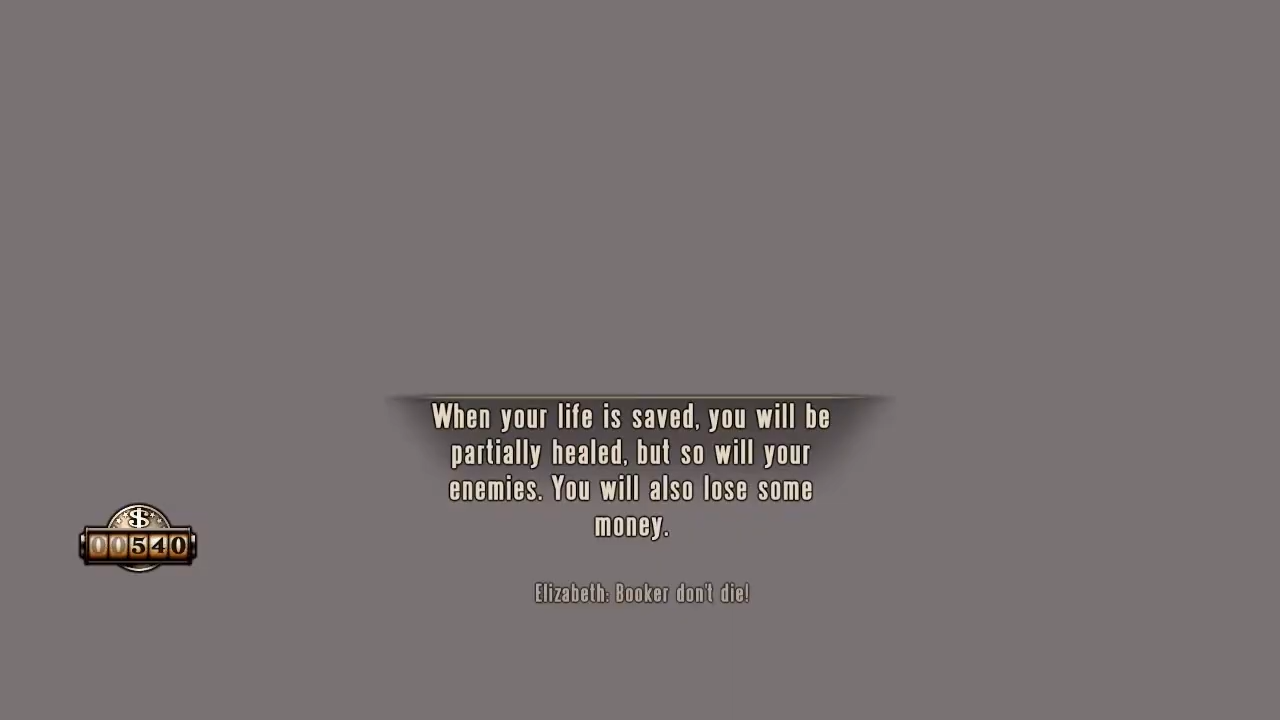 When your life is saved, you will be
partially healed, but so will your
enemies. You will also lose some
money.
$
00540
Elizabeth: Booker don't die!